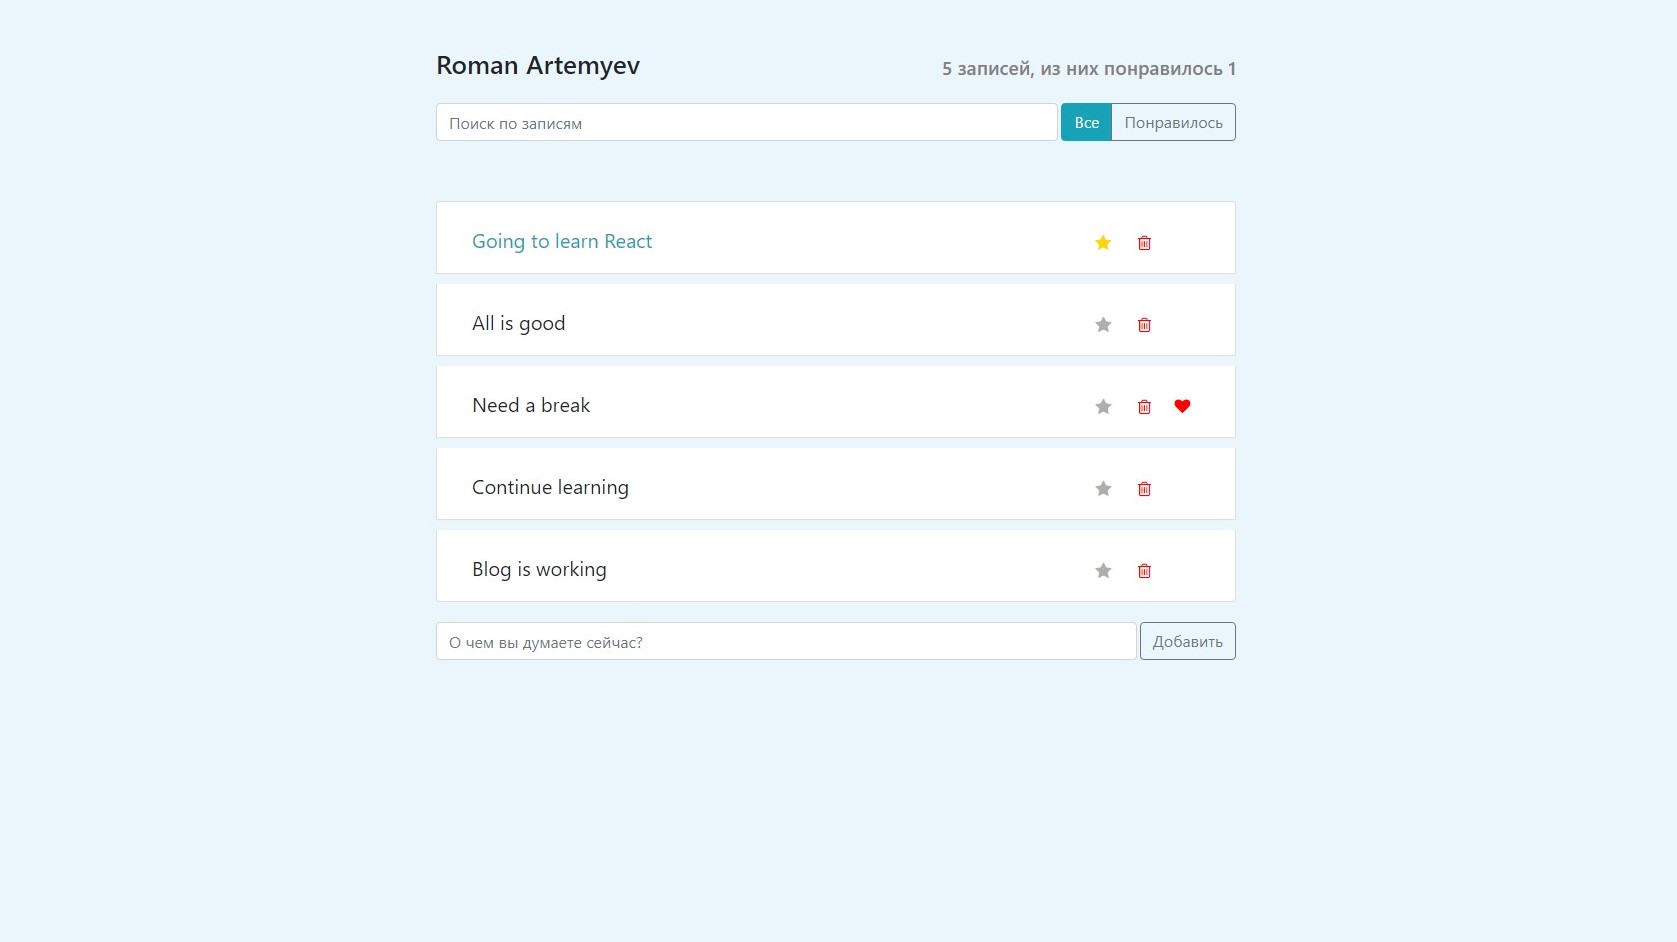 Roman Artemyev
5 записей, из них понравилось 1
Поиск по записям
Все
Понравилось
Going to learn React
All is good
Need a break
Continue learning
Blog is working
О чем вы думаете сейчас?
Добавить